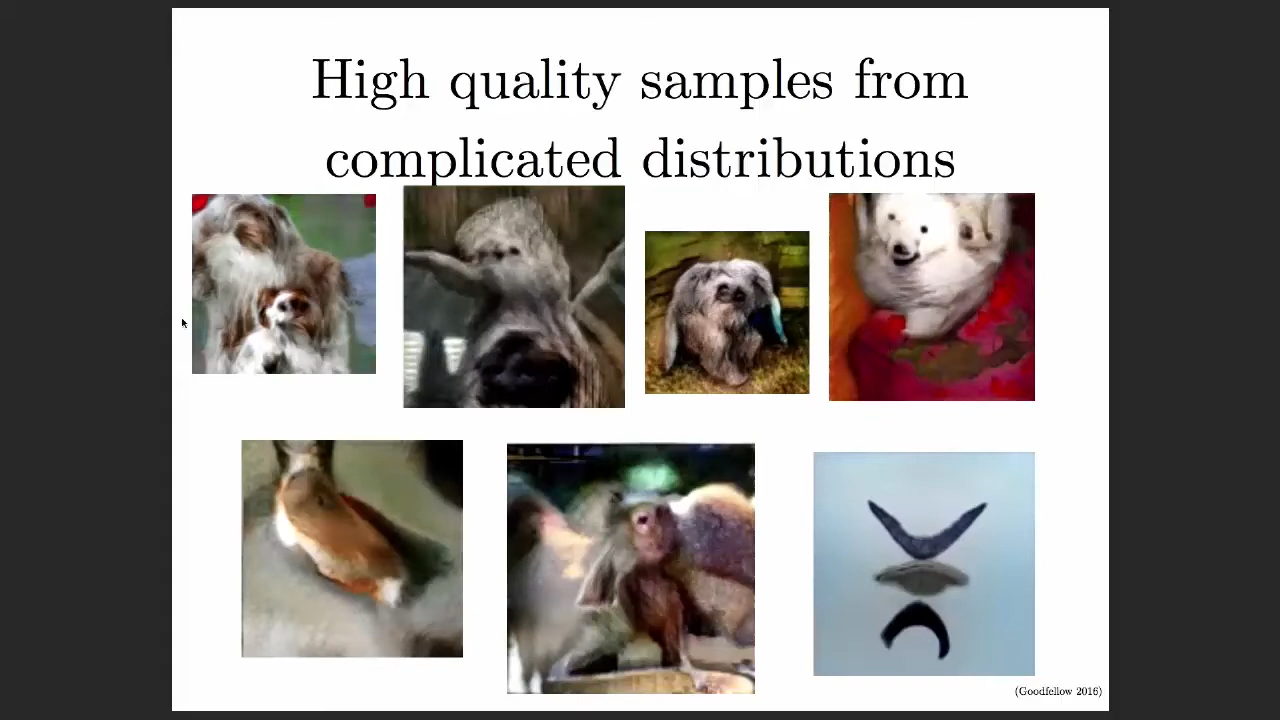 High quality samples from
complicated distributions
(Goodfellow 2016)